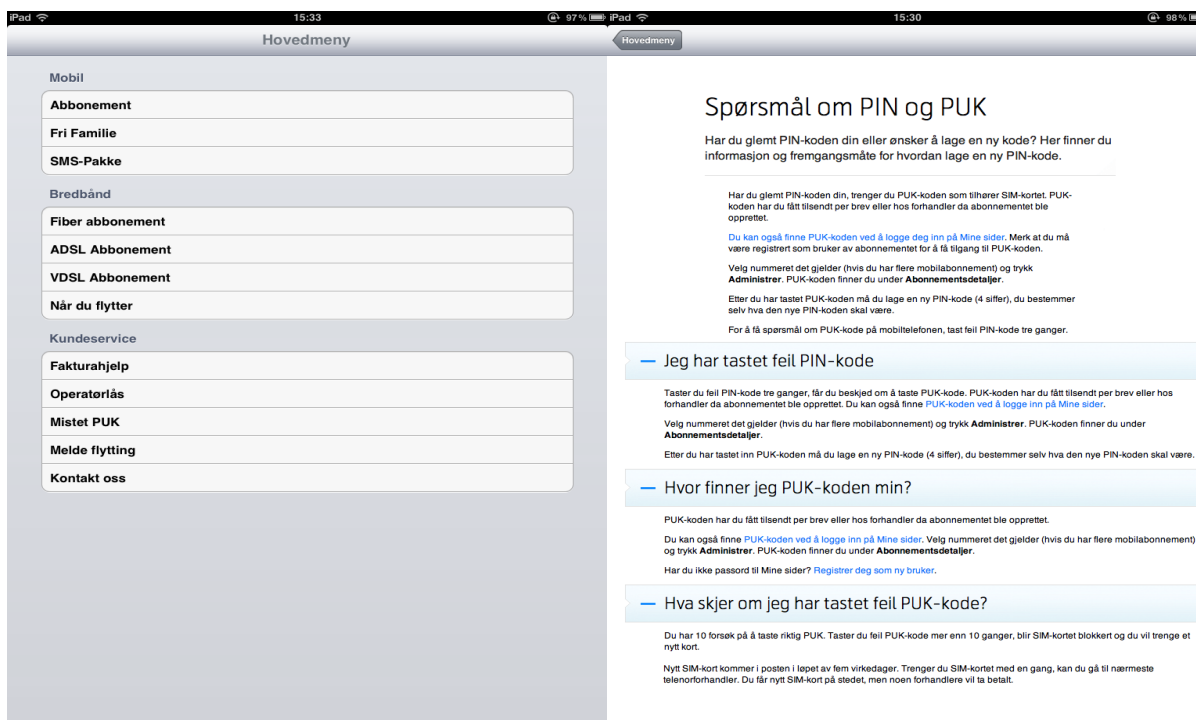 iPad 15:33 97 %
Hovedmeny
Mobil
Abbonement
Fri Familie
SMS-Pakke
Bredbånd
Fiber abbonement
ADSL Abbonement
VDSL Abbonement
Når du flytter
Kundeservice
Fakturahjelp
Operatørlås
Mistet PUK
Melde flytting
Kontakt oss
iPad 15:30 98 %
Hovedmeny
Spørsmål om PIN og PUK
Har du glemt PIN-koden din eller ønsker å lage en ny kode? Her finner du
informasjon og fremgangsmåte for hvordan lage en ny PIN-kode.
Har du glemt PIN-koden din, trenger du PUK-koden som tilhører SIM-kortet. PUK-
koden har du fått tilsendt per brev eller hos forhandler da abonnementet ble
opprettet.
Du kan også finne PUK-koden ved å logge deg inn på Mine sider. Merk at du må
være registrert som bruker av abonnementet for å få tilgang til PUK-koden.
Velg nummeret det gjelder (hvis du har flere mobilabonnement) og trykk
Administrer. PUK-koden finner du under Abonnementsdetaljer.
Etter du har tastet PUK-koden må du lage en ny PIN-kode (4 siffer), du bestemmer
selv hva den nye PIN-koden skal være.
For å få spørsmål om PUK-kode på mobiltelefonen, tast feil PIN-kode tre ganger.
Jeg har tastet feil PIN-kode
Taster du feil PIN-kode tre ganger, får du beskjed om å taste PUK-kode. PUK-koden har du fått tilsendt per brev eller hos
forhandler da abonnementet ble opprettet. Du kan også finne PUK-koden ved å logge inn på Mine sider.
Velg nummeret det gjelder (hvis du har flere mobilabonnement) og trykk Administrer. PUK-koden finner du under
Abonnementsdetaljer.
Etter du har tastet inn PUK-koden må du lage en ny PIN-kode (4 siffer), du bestemmer selv hva den nye PIN-koden skal være.
Hvor finner jeg PUK-koden min?
PUK-koden har du fått tilsendt per brev eller hos forhandler da abonnementet ble opprettet.
Du kan også finne PUK-koden ved å logge inn på Mine sider. Velg nummeret det gjelder (hvis du har flere mobilabonnement)
og trykk Administrer. PUK-koden finner du under Abonnementsdetaljer.
Har du ikke passord til Mine sider? Registrer deg som ny bruker.
Hva skjer om jeg har tastet feil PUK-kode?
Du har 10 forsøk på å taste riktig PUK. Taster du feil PUK-kode mer enn 10 ganger, blir SIM-kortet blokkert og du vil trenge et
nytt kort.
Nytt SIM-kort kommer i posten i løpet av fem virkedager. Trenger du SIM-kortet med en gang, kan du gå til nærmeste
telenorforhandler. Du får nytt SIM-kort på stedet, men noen forhandlere vil ta betalt.